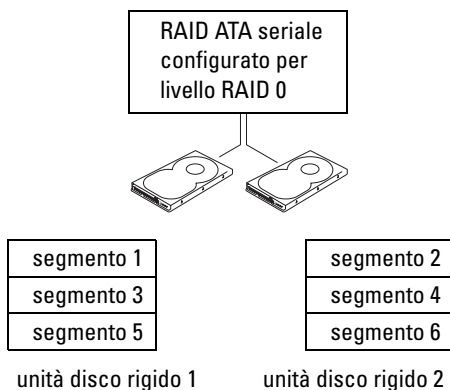 RAID ATA seriale
configurato per
livello RAID 0
segmento 1
segmento 2
segmento 3
segmento 4
segmento 5
segmento 6
unità disco rigido 1
unità disco rigido 2